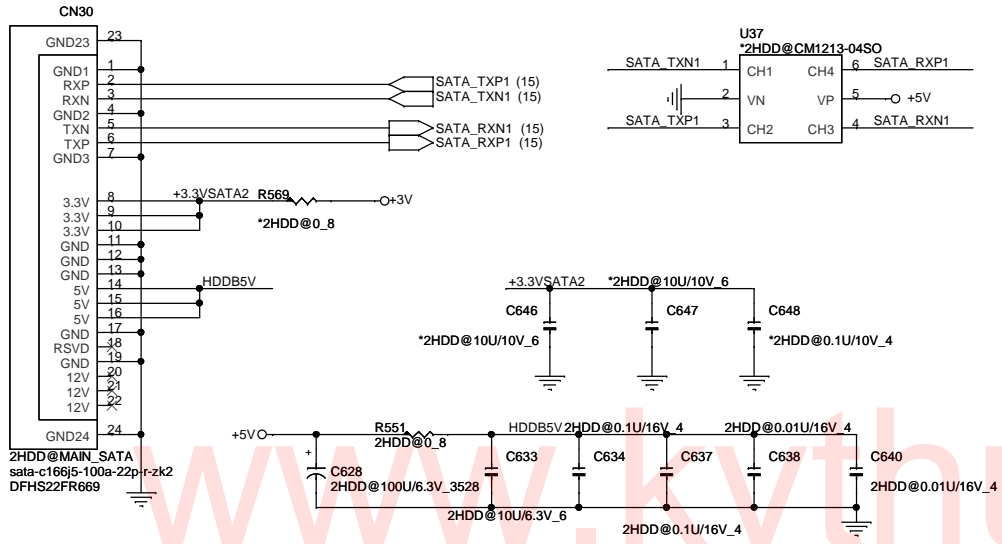 CN30
GND23 23
GND1 1
RXP 2 SATA_TXP1 (15)
RXN 3 SATA_TXN1 (15)
GND2 4
TXN 5 SATA_RXN1 (15)
TXP 6 SATA_RXP1 (15)
GND3 7
3.3V 8 +3.3VSATA2 R569 +3V
3.3V 9
*2HDD@0_8
3.3V 10
GND 11
GND 12
GND 13
5V 14 HDDB5V
5V 15
5V 16
GND 17
RSVD 18
GND 19
12V 20
12V 21
12V 22
GND24 24
2HDD@MAIN_SATA
sata-c166j5-100a-22p-r-zk2
DFHS22FR669
U37
*2HDD@CM1213-04SO
SATA_TXN1 1 CH1 CH4 6 SATA_RXP1
2 VN VP 5 +5V
SATA_TXP1 3 CH2 CH3 4 SATA_RXN1
+3.3VSATA2 *2HDD@10U/10V_6
C646 C647 C648
*2HDD@10U/10V_6 *2HDD@0.1U/10V_4
+5V R551 HDDB5V 2HDD@0.1U/16V_4 2HDD@0.01U/16V_4
2HDD@0_8
+ C628 C633 C634 C637 C638 C640
2HDD@100U/6.3V_3528 2HDD@0.01U/16V_4
2HDD@10U/6.3V_6 2HDD@0.1U/16V_4
www.kythu